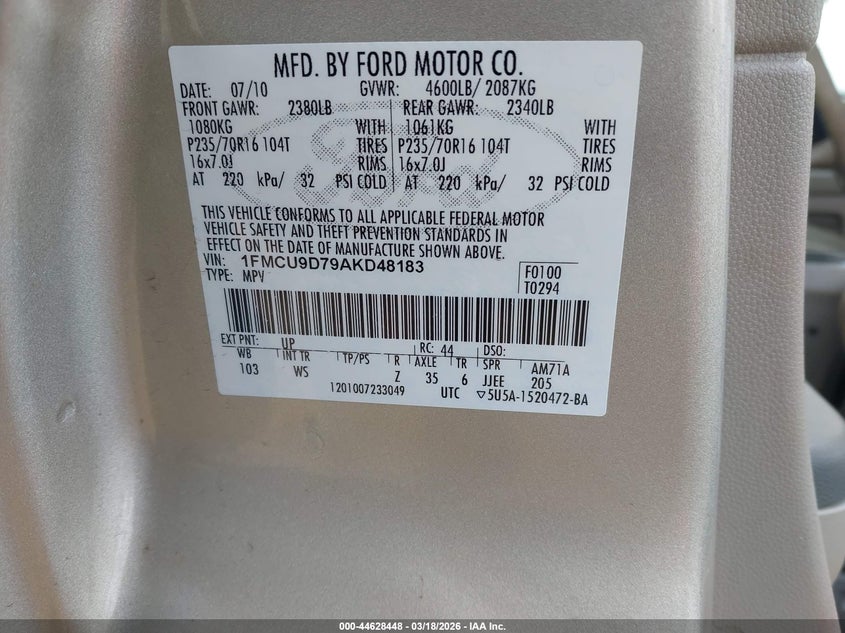 MFD. BY FORD MOTOR CO.
DATE: 07/10 GVWR: 4600LB/ 2087KG
FRONT GAWR: 2380LB REAR GAWR: 2340LB
1080KG WITH 1061KG WITH
P235/70R16 104T TIRES P235/70R16 104T TIRES
16x7.0J RIMS 16x7.0J RIMS
AT 220 kPa/ 32 PSI COLD AT 220 kPa/ 32 PSI COLD
THIS VEHICLE CONFORMS TO ALL APPLICABLE FEDERAL MOTOR
VEHICLE SAFETY AND THEFT PREVENTION STANDARDS IN
EFFECT ON THE DATE OF MANUFACTURE SHOWN ABOVE.
VIN: 1FMCU9D79AKD48183 F0100
TYPE: MPV T0294
EXT PNT: UP RC: 44 DSO:
WB INT TR TP/PS R AXLE TR SPR AM71A
103 WS Z 35 6 JJEE 205
1201007233049 UTC ▽5U5A-1520472-BA
000-44628448 - 03/18/2026 - IAA Inc.